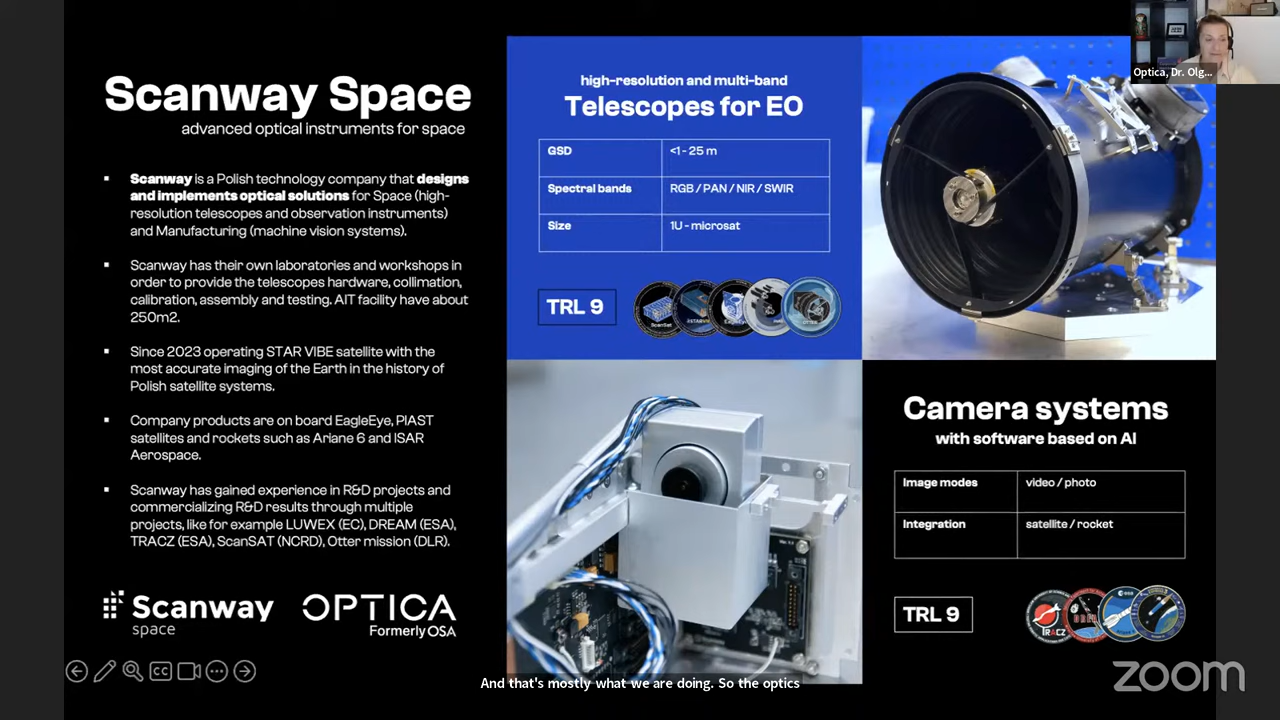 Scanway Space
advanced optical instruments for space
▪ Scanway is a Polish technology company that designs
and implements optical solutions for Space (high-
resolution telescopes and observation instruments)
and Manufacturing (machine vision systems).
▪ Scanway has their own laboratories and workshops in
order to provide the telescopes hardware, collimation,
calibration, assembly and testing. AIT facility have about
250m2.
▪ Since 2023 operating STAR VIBE satellite with the
most accurate imaging of the Earth in the history of
Polish satellite systems.
▪ Company products are on board EagleEye, PIAST
satellites and rockets such as Ariane 6 and ISAR
Aerospace.
▪ Scanway has gained experience in R&D projects and
commercializing R&D results through multiple
projects, like for example LUWEX (EC), DREAM (ESA),
TRACZ (ESA), ScanSAT (NCRD), Otter mission (DLR).
Scanway
space
OPTICA
Formerly OSA
high-resolution and multi-band
Telescopes for EO
GSD <1 - 25 m
Spectral bands RGB / PAN / NIR / SWIR
Size 1U - microsat
TRL 9
ScanSat
EagleEye
Optica, Dr. Olg...
Camera systems
with software based on AI
Image modes video / photo
Integration satellite / rocket
TRL 9
TRACZ
esa
CC
And that's mostly what we are doing. So the optics
zoom